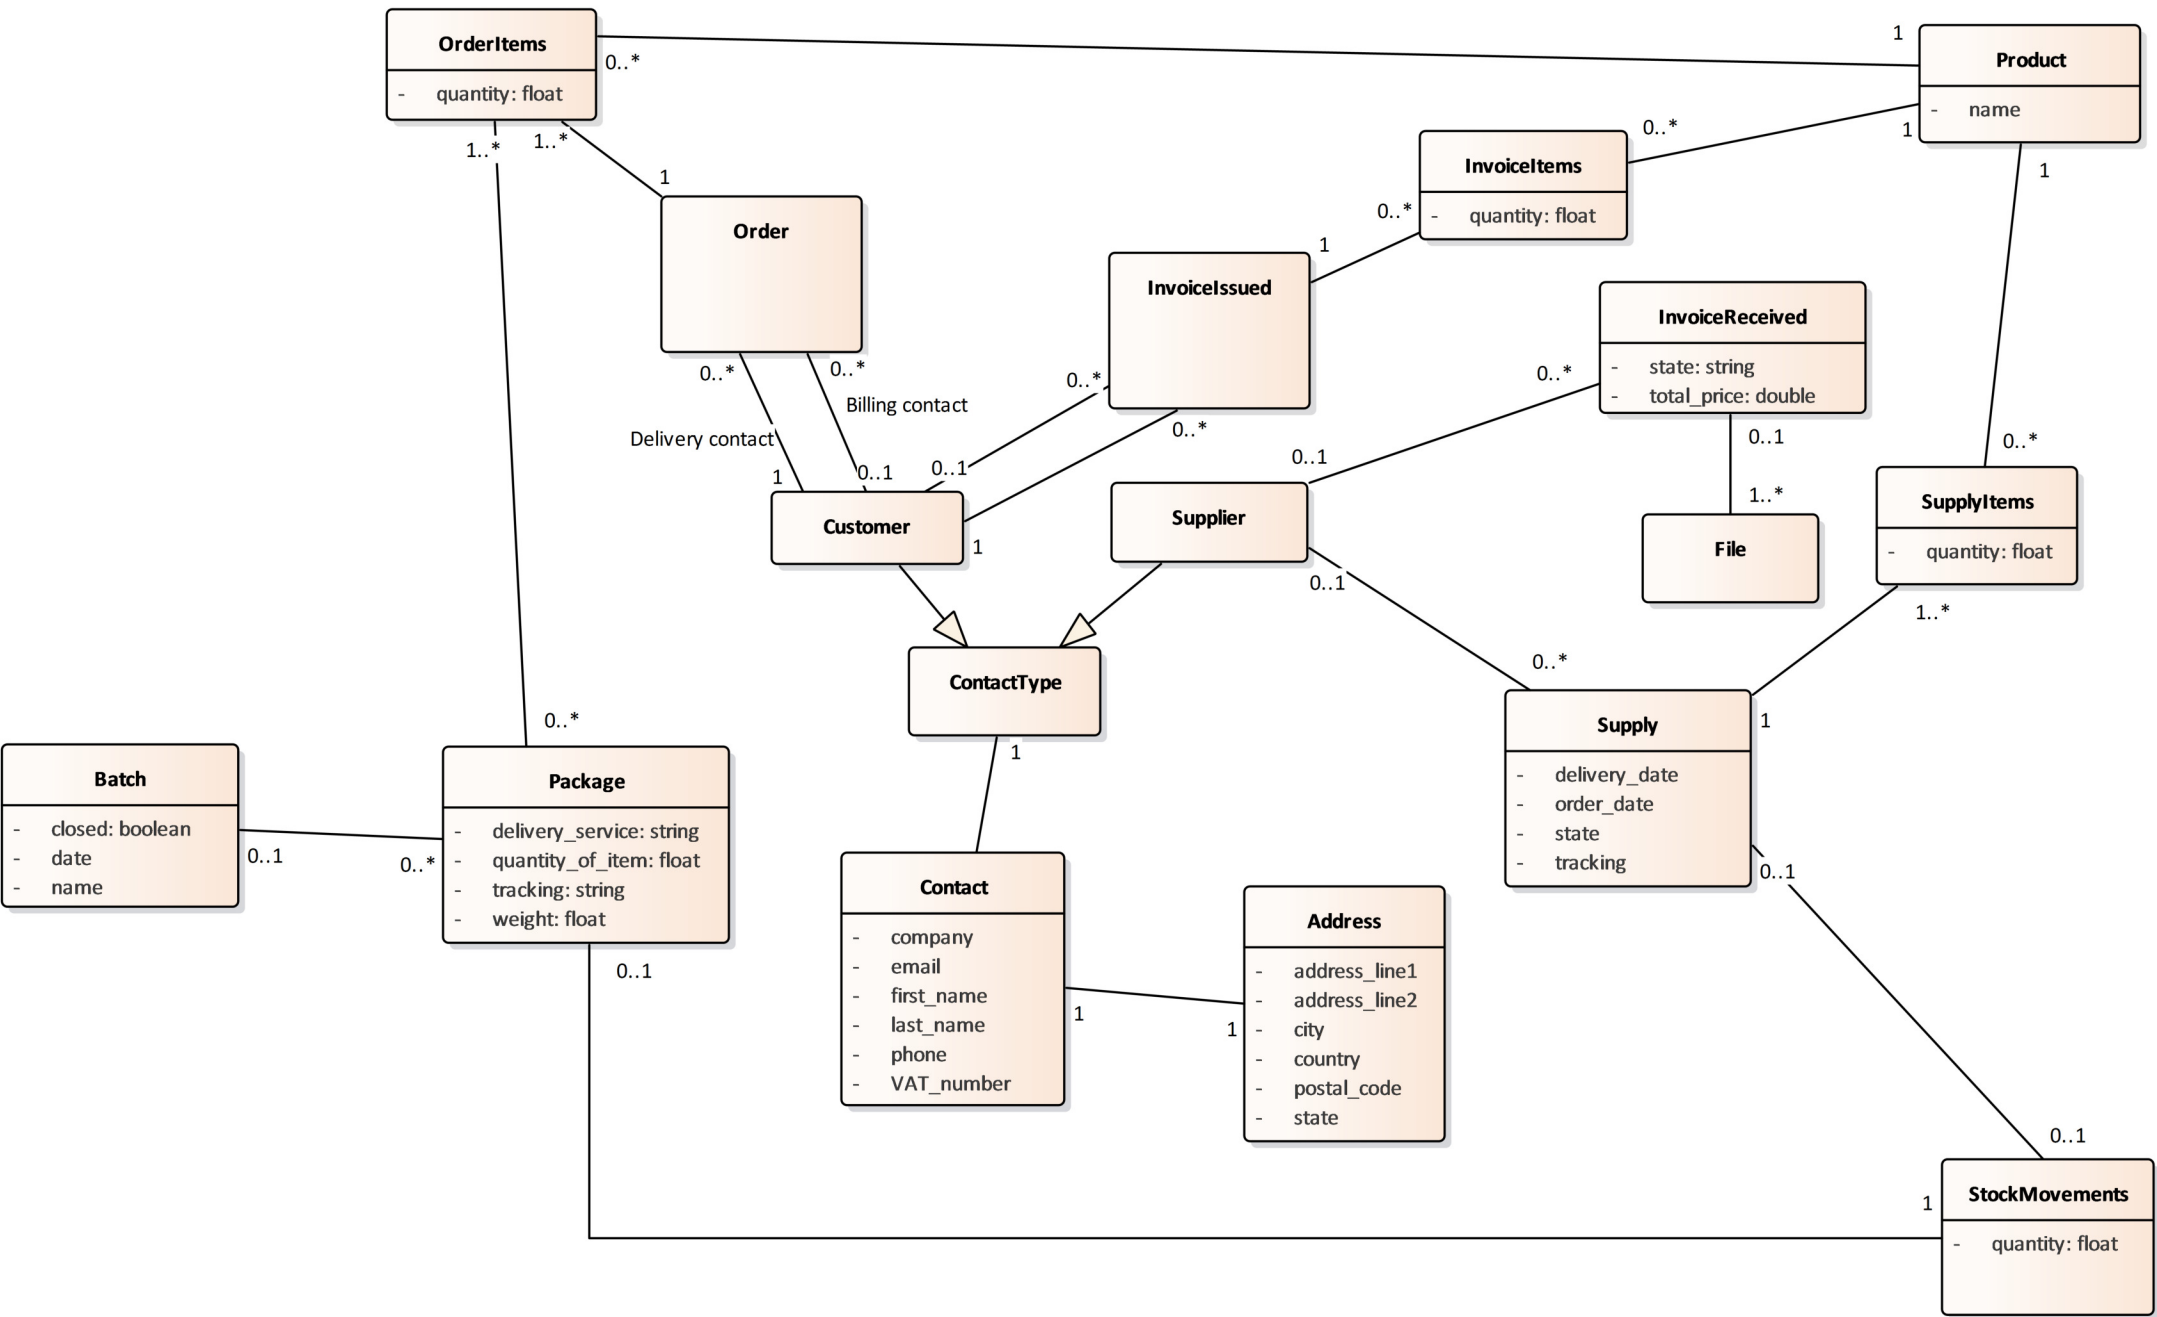 OrderItems
- quantity: float
0..*
1
Product
- name
1..*
1..*
1
0..*
1
1
InvoiceItems
- quantity: float
0..*
1
Order
InvoiceIssued
InvoiceReceived
- state: string
- total_price: double
0..*
0..*
0..*
0..*
0..*
Billing contact
Delivery contact
0..1
1..*
0..*
1
0..1
0..1
0..1
Customer
1
Supplier
0..1
File
SupplyItems
- quantity: float
1..*
0..*
ContactType
1
Supply
- delivery_date
- order_date
- state
- tracking
1
0..1
0..*
Batch
- closed: boolean
- date
- name
0..1
0..*
Package
- delivery_service: string
- quantity_of_item: float
- tracking: string
- weight: float
0..1
Contact
- company
- email
- first_name
- last_name
- phone
- VAT_number
1
1
Address
- address_line1
- address_line2
- city
- country
- postal_code
- state
0..1
1
StockMovements
- quantity: float